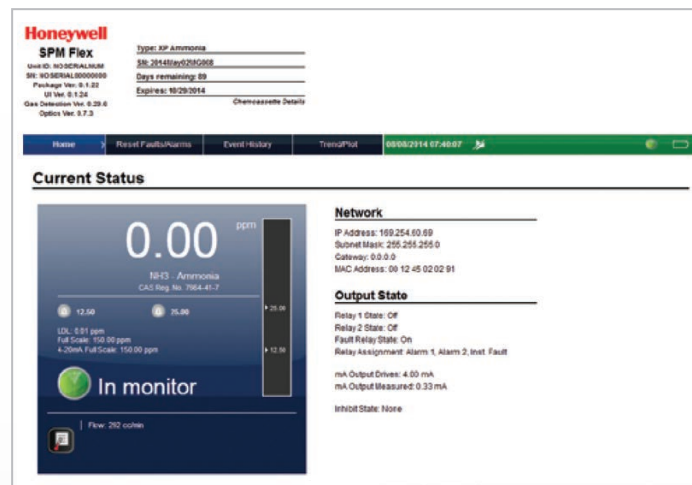 Honeywell
SPM Flex
Unit ID: NOSERIALNUM
SN: NOSERIAL00000000
Package Ver: 0.1.22
UI Ver: 0.1.24
Gas Detection Ver. 0.29.6
Optics Ver. 0.7.3
Type: XP Ammonia
SN: 2014May02MG008
Days remaining: 89
Expires: 10/29/2014
Chemcassette Details
Home
Reset Faults/Alarms
Event History
Trend/Plot
08/08/2014 07:40:07
Current Status
0.00 ppm
NH3 - Ammonia
CAS Reg. No. 7664-41-7
12.50
25.00
LDL: 0.01 ppm
Full Scale: 150.00 ppm
4-20mA Full Scale: 150.00 ppm
25.00
12.50
In monitor
Flow: 292 cc/min
Network
IP Address: 169.254.60.69
Subnet Mask: 255.255.255.0
Gateway: 0.0.0.0
MAC Address: 00 12 45 02 02 91
Output State
Relay 1 State: Off
Relay 2 State: Off
Fault Relay State: On
Relay Assignment: Alarm 1, Alarm 2, Inst. Fault
mA Output Drives: 4.00 mA
mA Output Measured: 0.33 mA
Inhibit State: None